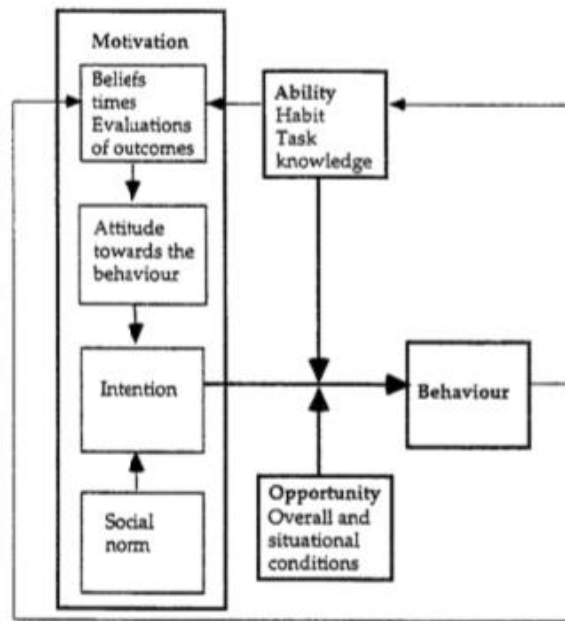 Motivation
Beliefs
times
Evaluations
of outcomes
Ability
Habit
Task
knowledge
Attitude
towards the
behaviour
Intention
Behaviour
Opportunity
Overall and
situational
conditions
Social
norm